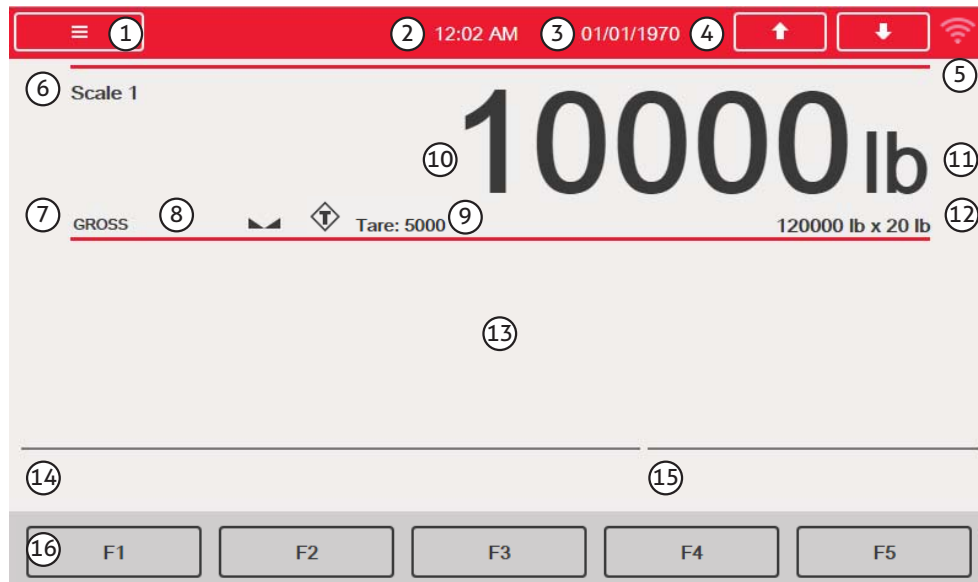 1 2 12:02 AM 3 01/01/1970 4
5
6 Scale 1
10 10000 lb 11
7 GROSS 8 T Tare: 5000 9 120000 lb x 20 lb 12
13
14 15
16 F1 F2 F3 F4 F5